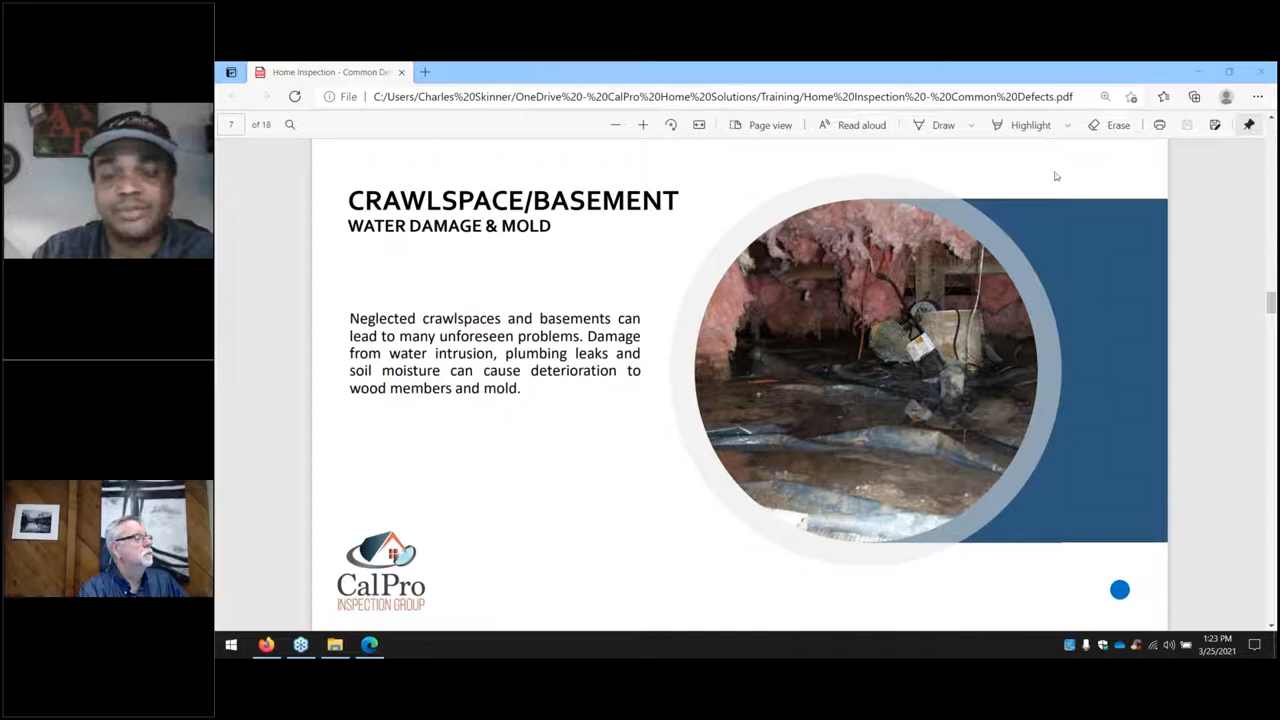 Home Inspection - Common De
File
C:/Users/Charles%20Skinner/OneDrive%20-%20CalPro%20Home%20Solutions/Training/Home%20Inspection%20-%20Common%20Defects.pdf
7 of 18
Page view
Read aloud
Draw
Highlight
Erase
CRAWLSPACE/BASEMENT
WATER DAMAGE & MOLD
Neglected crawlspaces and basements can
lead to many unforeseen problems. Damage
from water intrusion, plumbing leaks and
soil moisture can cause deterioration to
wood members and mold.
CalPro
INSPECTION GROUP
1:23 PM
3/25/2021